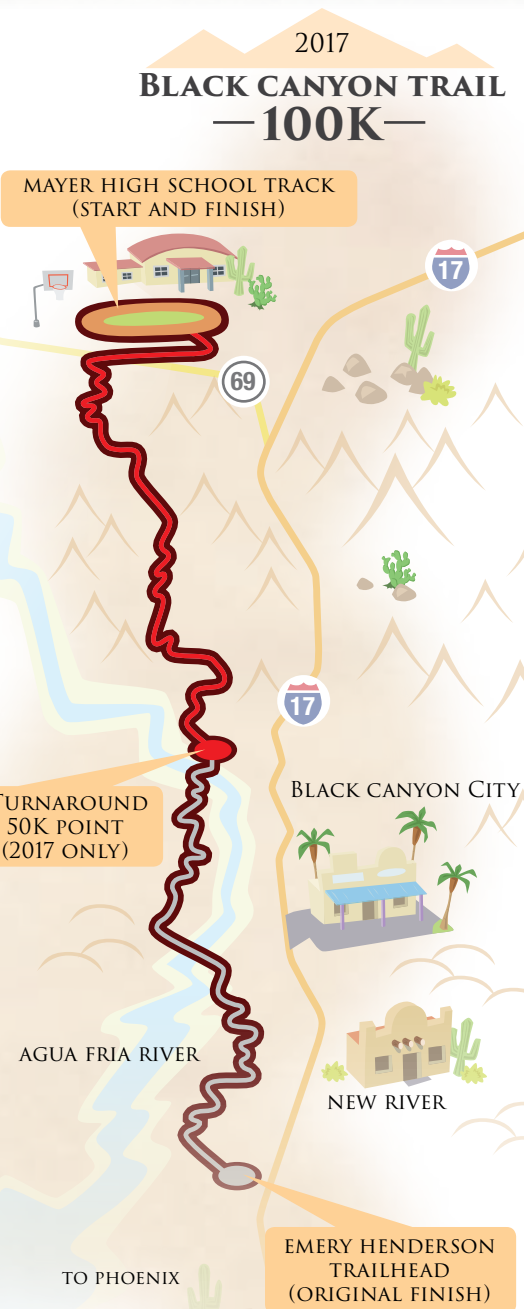 2017
BLACK CANYON TRAIL
—100K—
MAYER HIGH SCHOOL TRACK
(START AND FINISH)
17
69
17
TURNAROUND
50K POINT
(2017 ONLY)
BLACK CANYON CITY
AGUA FRIA RIVER
NEW RIVER
EMERY HENDERSON
TRAILHEAD
(ORIGINAL FINISH)
TO PHOENIX